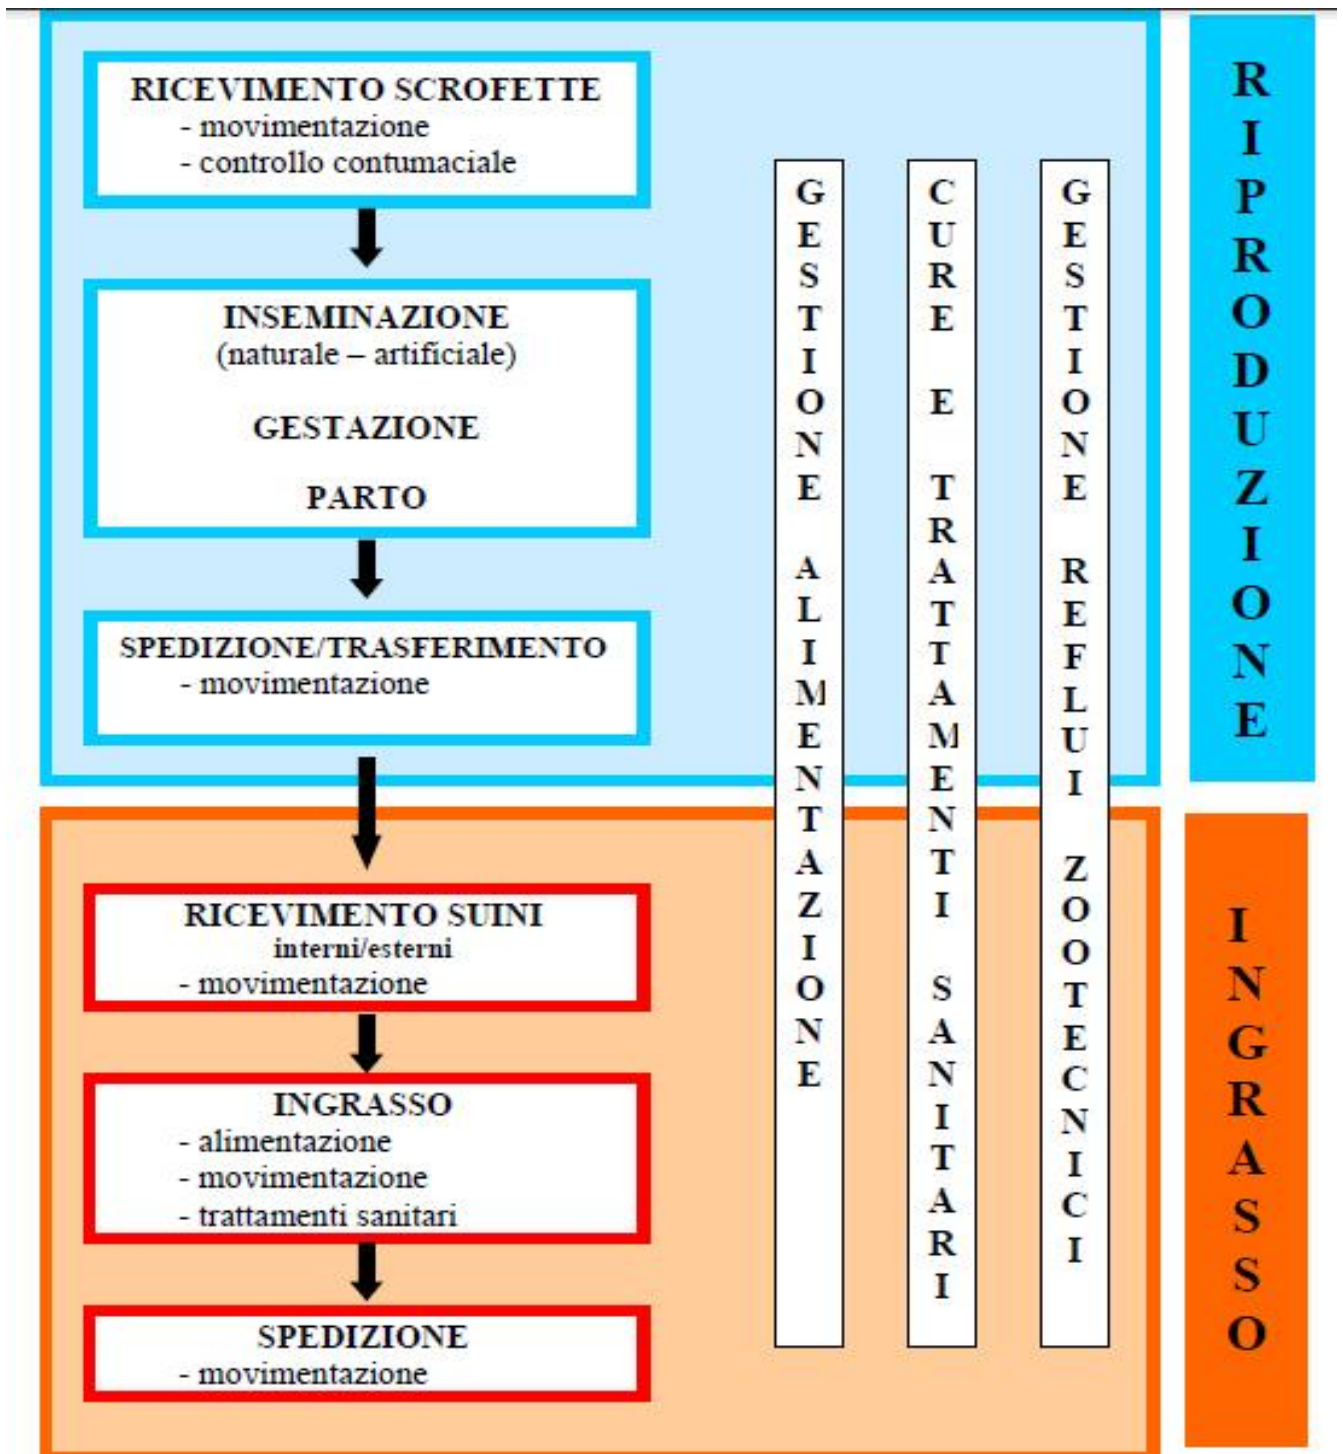 RICEVIMENTO SCROFETTE
- movimentazione
- controllo contumaciale
INSEMINAZIONE
(naturale – artificiale)
GESTAZIONE
PARTO
SPEDIZIONE/TRASFERIMENTO
- movimentazione
GESTIONE ALIMENTAZIONE
CURE E TRATTAMENTI SANITARI
GESTIONE REFLUI ZOOTECNICI
RIPRODUZIONE
RICEVIMENTO SUINI
interni/esterni
- movimentazione
INGRASSO
- alimentazione
- movimentazione
- trattamenti sanitari
SPEDIZIONE
- movimentazione
INGRASSO